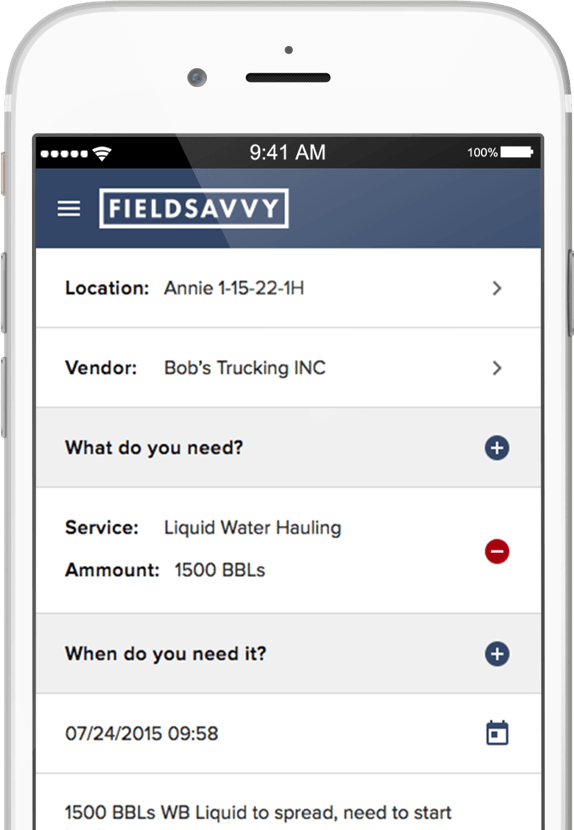 9:41 AM 100%
FIELDSAVVY
Location: Annie 1-15-22-1H
Vendor: Bob’s Trucking INC
What do you need?
Service: Liquid Water Hauling
Ammount: 1500 BBLs
When do you need it?
07/24/2015 09:58
1500 BBLs WB Liquid to spread, need to start